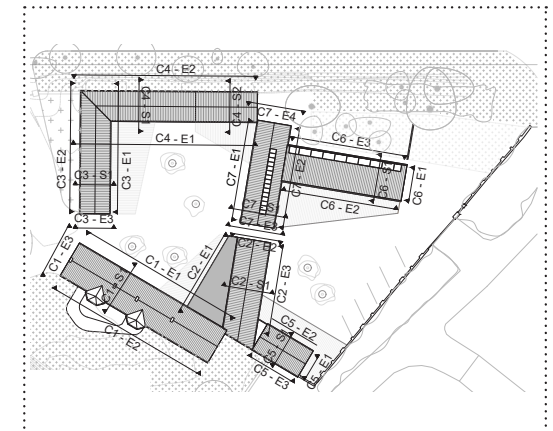 C4 - E2
C4 - S1
C4 - S2
C7 - E4
C4 - E1
C6 - E3
C6 - S1
C6 - E1
C3 - E2
C3 - S1
C3 - E1
C7 - E1
C7 - E2
C6 - E2
C3 - E3
C7 - S1
C7 - E3
C1 - E3
C1 - E1
C2 - E1
C2 - E2
C1 - S1
C2 - S1
C2 - E3
C1 - E2
C5 - E2
C5 - S1
C5 - E1
C5 - E3